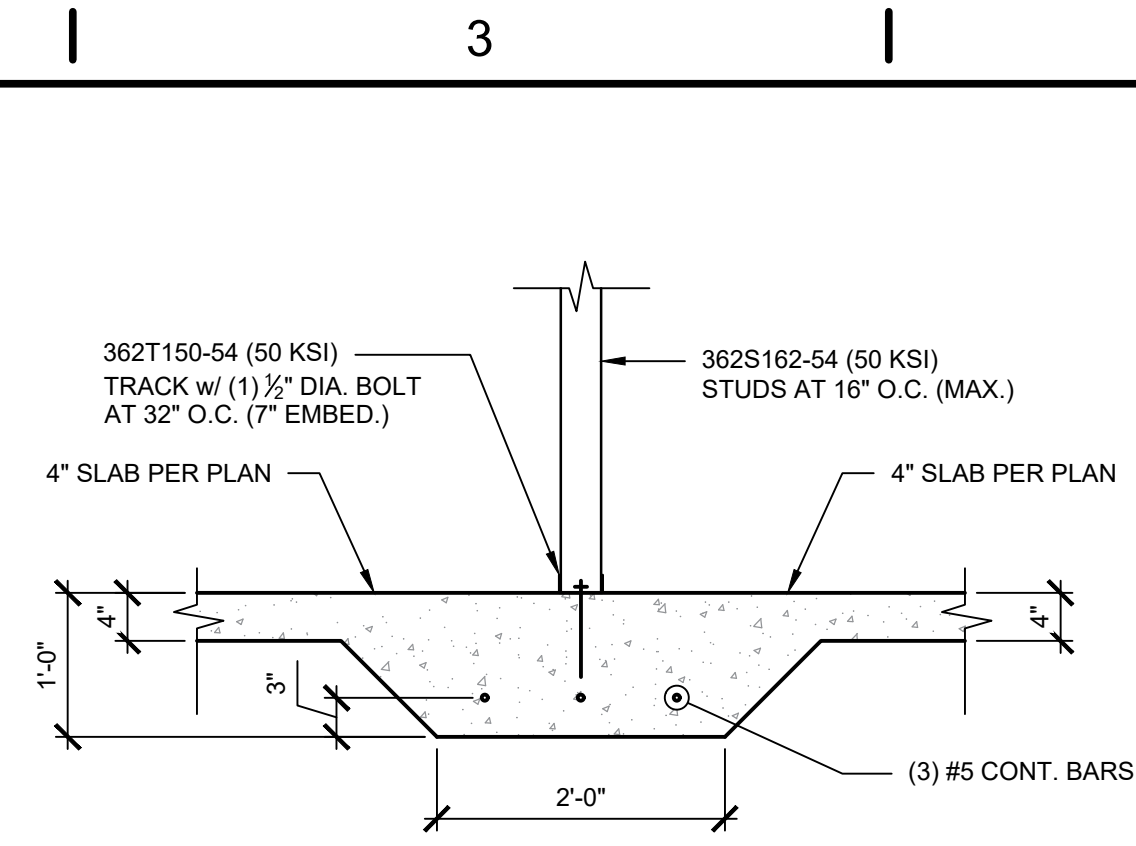 3
362T150-54 (50 KSI)
TRACK w/ (1) ½" DIA. BOLT
AT 32" O.C. (7" EMBED.)
362S162-54 (50 KSI)
STUDS AT 16" O.C. (MAX.)
4" SLAB PER PLAN
4" SLAB PER PLAN
4"
4"
1'-0"
3"
(3) #5 CONT. BARS
2'-0"